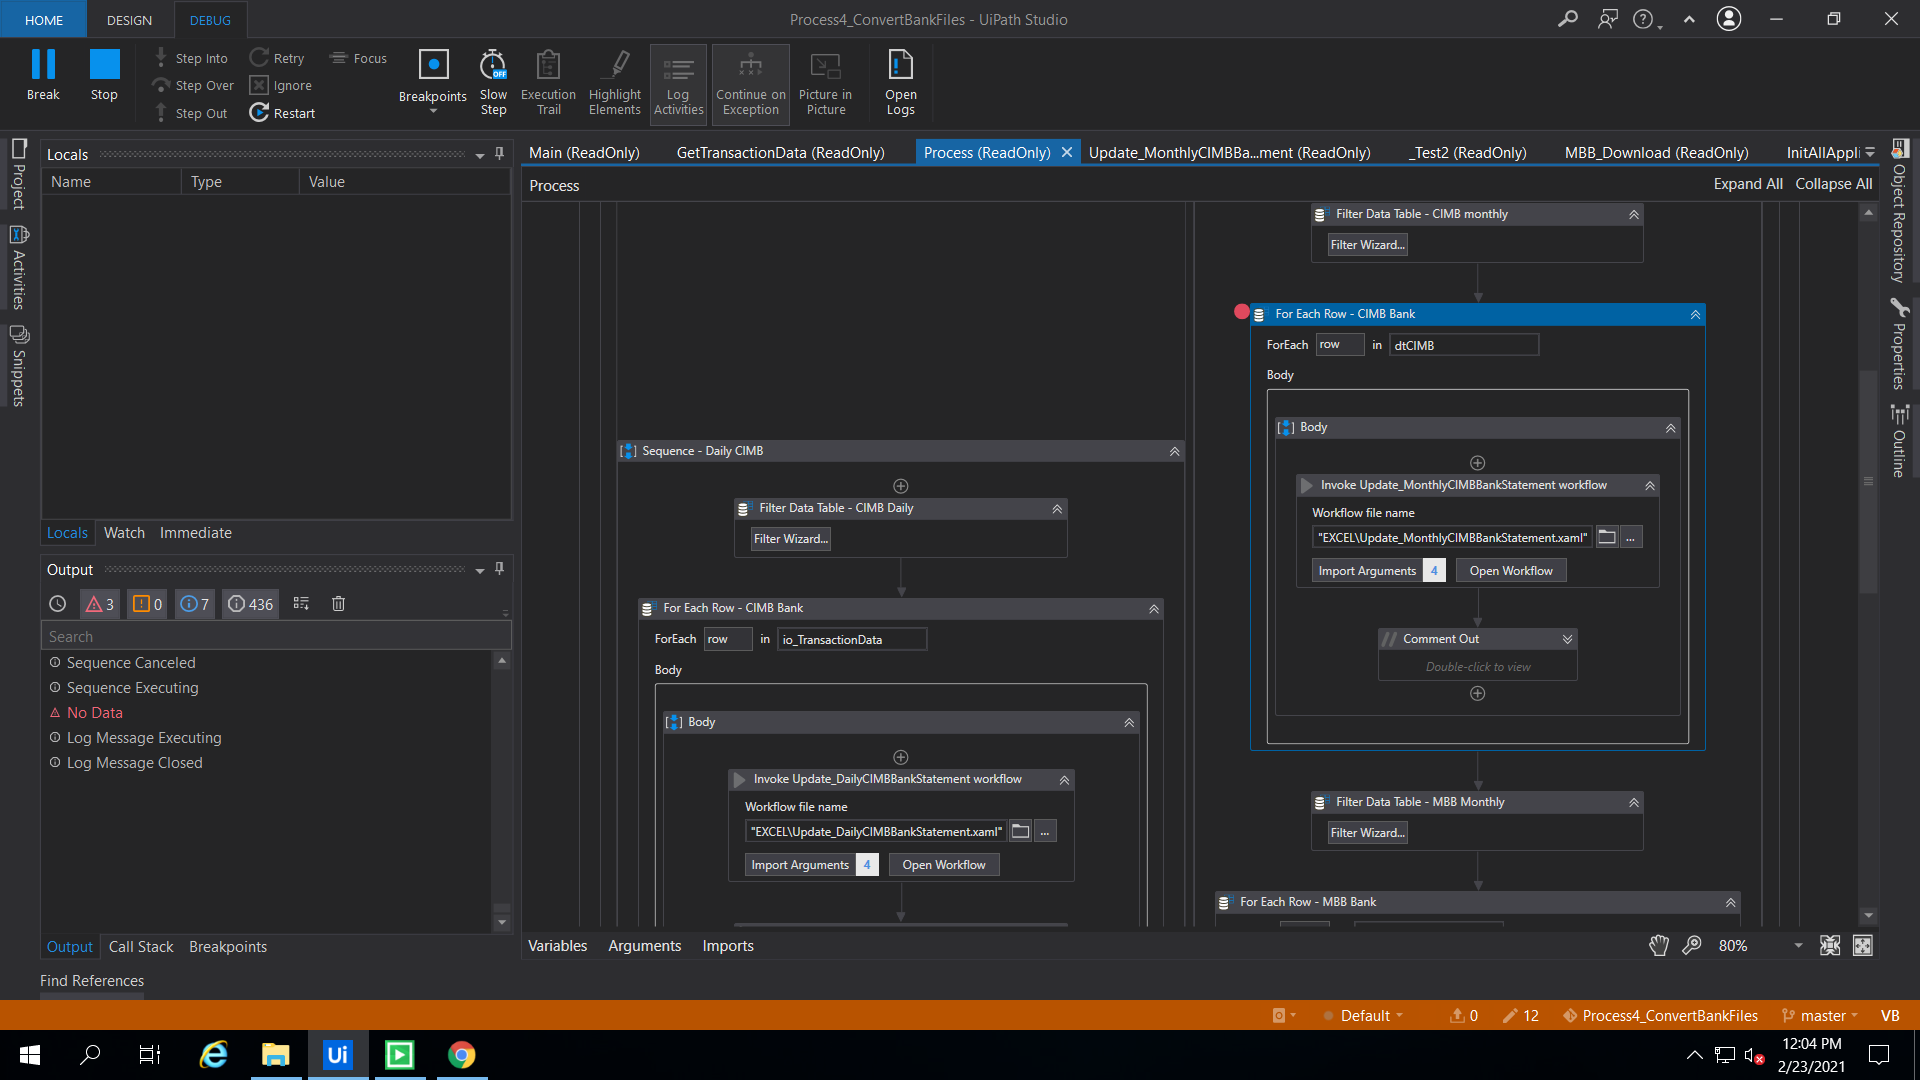 HOME
DESIGN
DEBUG
Process4_ConvertBankFiles - UiPath Studio
Break
Stop
Step Into
Step Over
Step Out
Retry
Ignore
Restart
Focus
Breakpoints
Slow Step
OFF
Execution Trail
Highlight Elements
Log Activities
Continue on Exception
Picture in Picture
Open Logs
Project
Activities
Snippets
Locals
Name
Type
Value
Locals
Watch
Immediate
Output
3
0
7
436
Search
Sequence Canceled
Sequence Executing
No Data
Log Message Executing
Log Message Closed
Output
Call Stack
Breakpoints
Find References
Main (ReadOnly)
GetTransactionData (ReadOnly)
Process (ReadOnly)
Update_MonthlyCIMBBa...ment (ReadOnly)
_Test2 (ReadOnly)
MBB_Download (ReadOnly)
InitAllAppli
Process
Expand All
Collapse All
Sequence - Daily CIMB
Filter Data Table - CIMB Daily
Filter Wizard...
For Each Row - CIMB Bank
ForEach
row
in
io_TransactionData
Body
Body
Invoke Update_DailyCIMBBankStatement workflow
Workflow file name
"EXCEL\Update_DailyCIMBBankStatement.xaml"
...
Import Arguments
4
Open Workflow
Filter Data Table - CIMB monthly
Filter Wizard...
For Each Row - CIMB Bank
ForEach
row
in
dtCIMB
Body
Body
Invoke Update_MonthlyCIMBBankStatement workflow
Workflow file name
"EXCEL\Update_MonthlyCIMBBankStatement.xaml"
...
Import Arguments
4
Open Workflow
Comment Out
Double-click to view
Filter Data Table - MBB Monthly
Filter Wizard...
For Each Row - MBB Bank
Object Repository
Properties
Outline
Variables
Arguments
Imports
80%
Default
0
12
Process4_ConvertBankFiles
master
VB
Ui
12:04 PM
2/23/2021